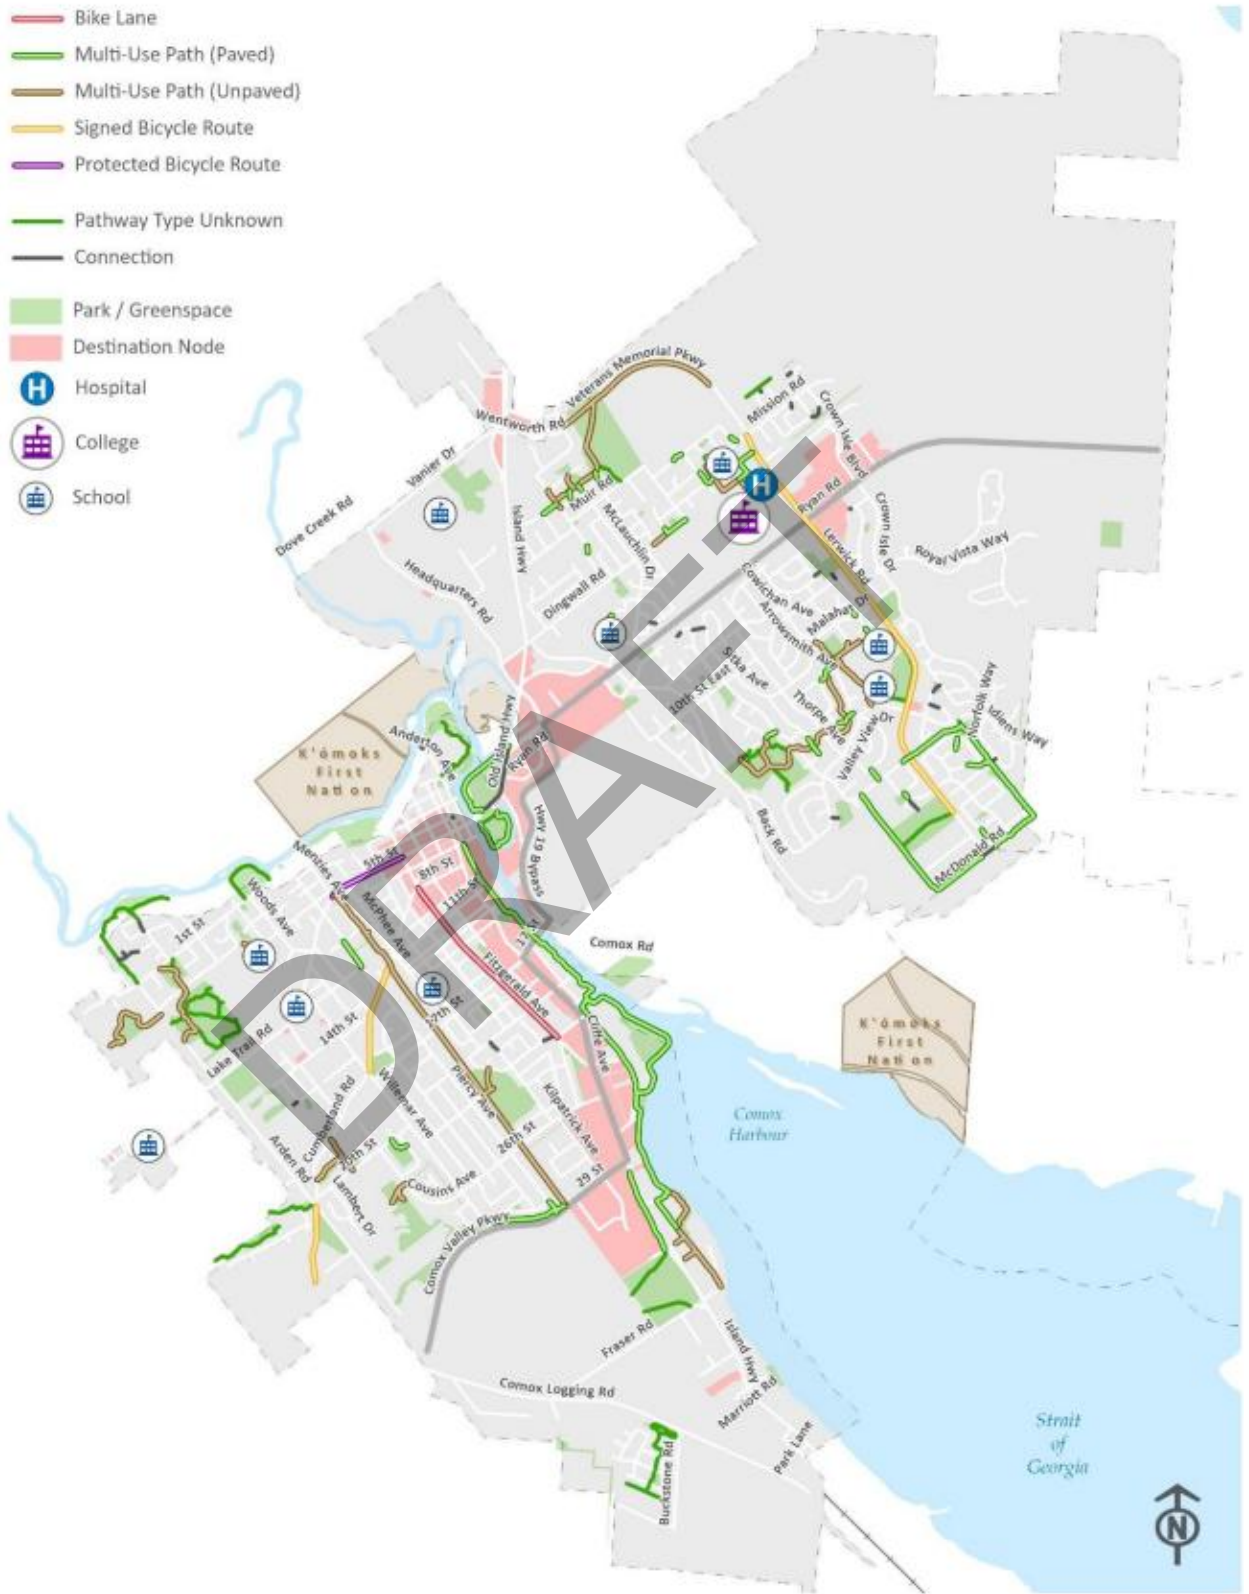 Bike Lane
Multi-Use Path (Paved)
Multi-Use Path (Unpaved)
Signed Bicycle Route
Protected Bicycle Route
Pathway Type Unknown
Connection
Park / Greenspace
Destination Node
H Hospital
College
School
Veterans Memorial Pkwy
Mission Rd
Crown Isle Blvd
Wentworth Rd
Vanier Dr
Muir Rd
H
Ryan Rd
Dove Creek Rd
Island Hwy
McLauchlin Dr
Crown Isle Dr
Lerwick Rd
Royal Vista Way
Headquarters Rd
Dingwall Rd
Cowichan Ave
Malahat Dr
Arrowsmith Ave
Sitka Ave
10th St East
Thorpe Ave
Valley View Dr
Norfolk Way
Idiens Way
Anderton Ave
Old Island Hwy
Ryan Rd
K'ómoks
First
Nation
Back Rd
McDonald Rd
Hwy 19 Bypass
5th St
8th St
11th St
Menzies Ave
McPhee Ave
Woods Ave
1st St
Comox Rd
Fitzgerald Ave
17th St
14th St
Cliffe Ave
K'ómoks
First
Nation
Lake Trail Rd
Cumberland Rd
Willemar Ave
Piercy Ave
Kilpatrick Ave
26th St
20th St
29 St
Arden Rd
Lambert Dr
Cousins Ave
Comox Valley Pkwy
Comox
Harbour
Fraser Rd
Island Hwy
Comox Logging Rd
Marriott Rd
Park Lane
Buckstone Rd
Strait
of
Georgia
N
DRAFT